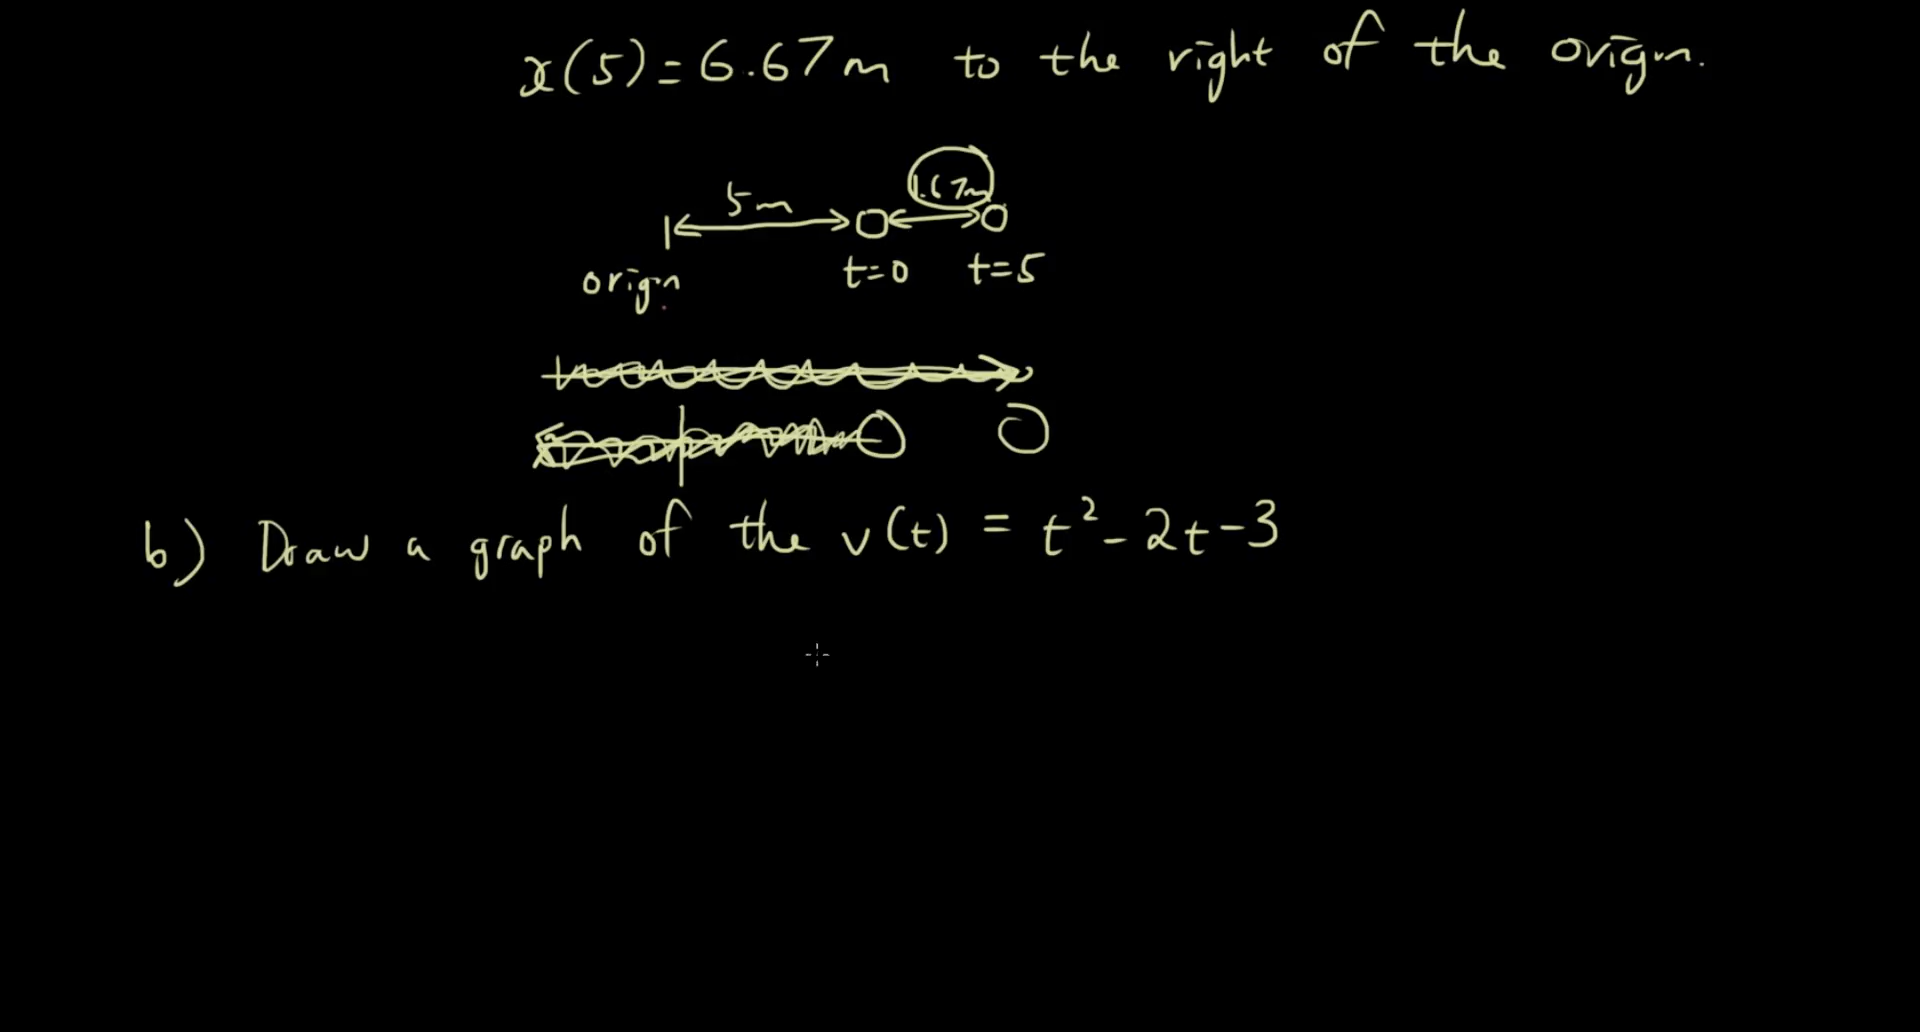 x(5) = 6.67m to the right of the origin.
5m 1.67m
origin t=0 t=5
b) Draw a graph of the v(t) = t² - 2t - 3